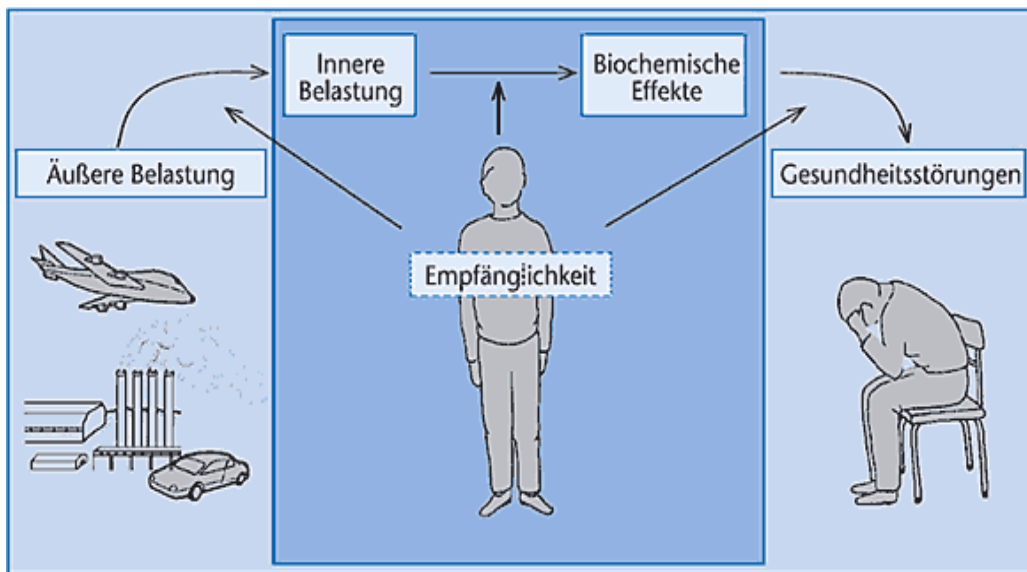 Innere
Belastung
Biochemische
Effekte
Äußere Belastung
Gesundheitsstörungen
Empfänglichkeit